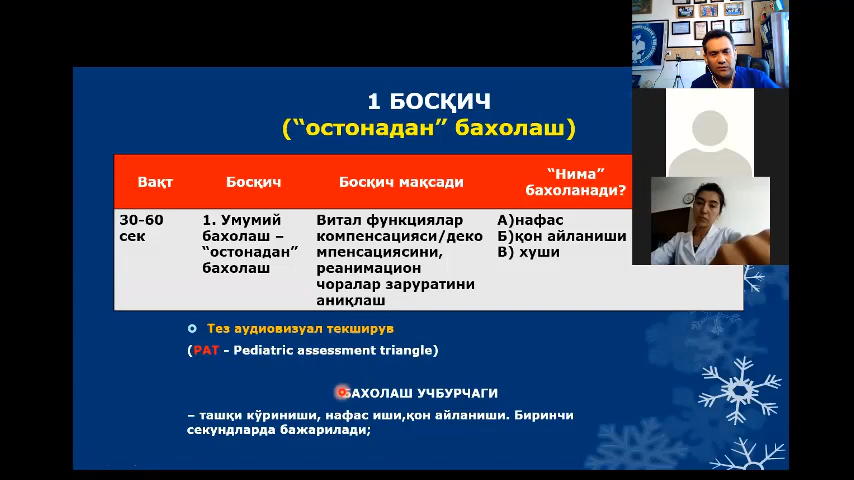 1 БОСҚИЧ
(“остонадан” бахолаш)
Вақт
Босқич
Босқич мақсади
“Нима”
бахоланади?
30-60
сек
1. Умумий
бахолаш –
“остонадан”
бахолаш
Витал функциялар
компенсацияси/деко
мпенсациясини,
реанимацион
чоралар заруратини
аниқлаш
А)нафас
Б)қон айланиши
В) хуши
Тез аудиовизуал текширув
(PAT - Pediatric assessment triangle)
БАХОЛАШ УЧБУРЧАГИ
– ташқи кўриниши, нафас иши,қон айланиши. Биринчи
секундларда бажарилади;